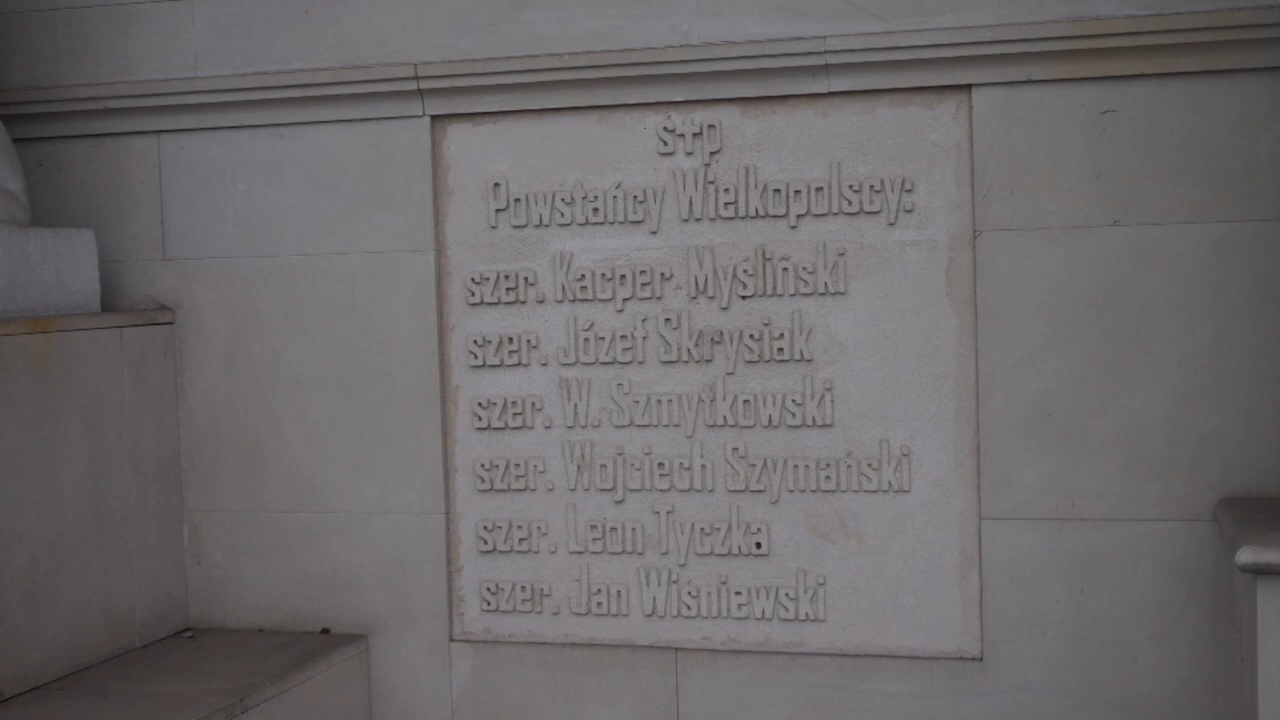 ś✝p
Powstańcy Wielkopolscy:
szer. Kacper Myśliński
szer. Józef Skrysiak
szer. W. Szmytkowski
szer. Wojciech Szymański
szer. Leon Tyczka
szer. Jan Wiśniewski